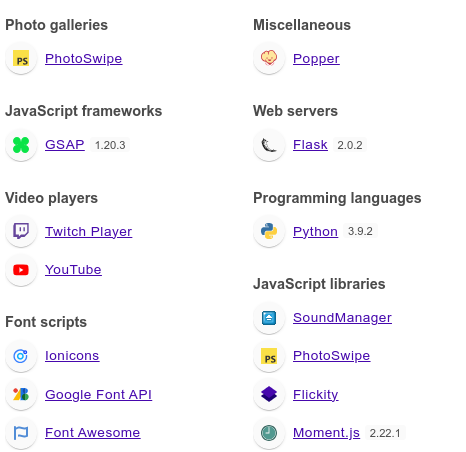 Photo galleries
PS PhotoSwipe
JavaScript frameworks
GSAP 1.20.3
Video players
Twitch Player
YouTube
Font scripts
Ionicons
Google Font API
Font Awesome
Miscellaneous
Popper
Web servers
Flask 2.0.2
Programming languages
Python 3.9.2
JavaScript libraries
SoundManager
PS PhotoSwipe
Flickity
Moment.js 2.22.1